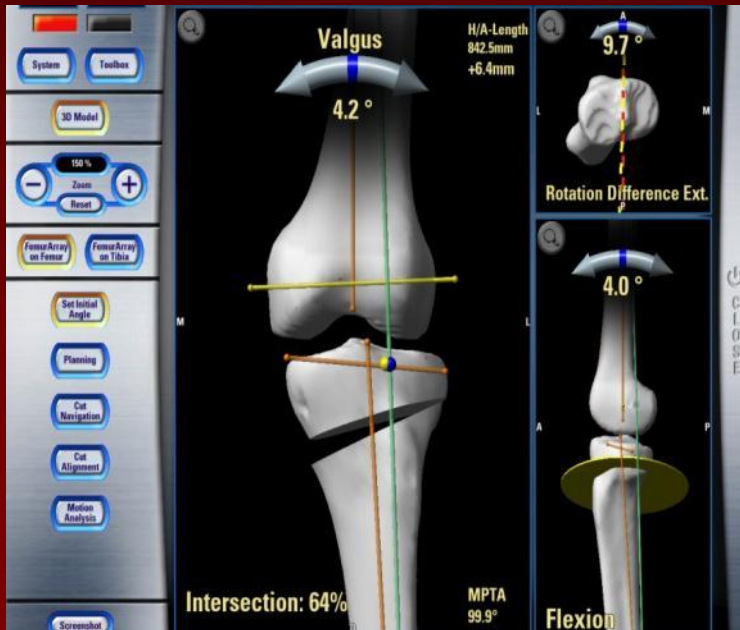 System
Toolbox
3D Model
150 %
Zoom
Reset
FemurArray
on Femur
FemurArray
on Tibia
Set Initial
Angle
Planning
Cut
Navigation
Cut
Alignment
Motion
Analysis
Screenshot
Valgus
4.2 °
H/A-Length
842.5mm
+6.4mm
M
L
Intersection: 64%
MPTA
99.9°
A
9.7 °
L
M
P
Rotation Difference Ext.
4.0 °
A
P
Flexion
CLOSE